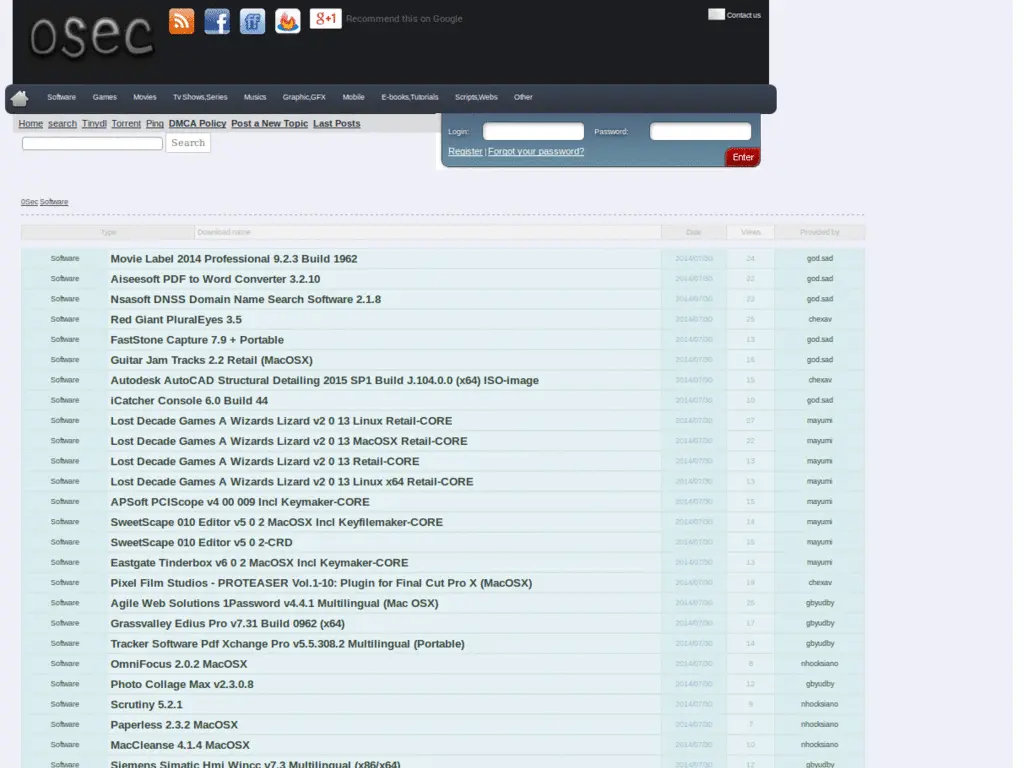 osec
g+1 Recommend this on Google
Contact us
Software Games Movies Tv Shows,Series Musics Graphic,GFX Mobile E-books,Tutorials Scripts,Webs Other
Home search Tinydl Torrent Ping DMCA Policy Post a New Topic Last Posts
Search
Login: Password:
Register | Forgot your password?
Enter
0Sec Software
Type Download name Date Views Provided by
Software Movie Label 2014 Professional 9.2.3 Build 1962 2014/07/30 24 god.sad
Software Aiseesoft PDF to Word Converter 3.2.10 2014/07/30 22 god.sad
Software Nsasoft DNSS Domain Name Search Software 2.1.8 2014/07/30 23 god.sad
Software Red Giant PluralEyes 3.5 2014/07/30 25 chexav
Software FastStone Capture 7.9 + Portable 2014/07/30 13 god.sad
Software Guitar Jam Tracks 2.2 Retail (MacOSX) 2014/07/30 16 god.sad
Software Autodesk AutoCAD Structural Detailing 2015 SP1 Build J.104.0.0 (x64) ISO-image 2014/07/30 15 chexav
Software iCatcher Console 6.0 Build 44 2014/07/30 10 god.sad
Software Lost Decade Games A Wizards Lizard v2 0 13 Linux Retail-CORE 2014/07/30 27 mayumi
Software Lost Decade Games A Wizards Lizard v2 0 13 MacOSX Retail-CORE 2014/07/30 22 mayumi
Software Lost Decade Games A Wizards Lizard v2 0 13 Retail-CORE 2014/07/30 13 mayumi
Software Lost Decade Games A Wizards Lizard v2 0 13 Linux x64 Retail-CORE 2014/07/30 13 mayumi
Software APSoft PCIScope v4 00 009 Incl Keymaker-CORE 2014/07/30 15 mayumi
Software SweetScape 010 Editor v5 0 2 MacOSX Incl Keyfilemaker-CORE 2014/07/30 14 mayumi
Software SweetScape 010 Editor v5 0 2-CRD 2014/07/30 16 mayumi
Software Eastgate Tinderbox v6 0 2 MacOSX Incl Keymaker-CORE 2014/07/30 13 mayumi
Software Pixel Film Studios - PROTEASER Vol.1-10: Plugin for Final Cut Pro X (MacOSX) 2014/07/30 19 chexav
Software Agile Web Solutions 1Password v4.4.1 Multilingual (Mac OSX) 2014/07/30 gbyudby
Software Grassvalley Edius Pro v7.31 Build 0962 (x64) 2014/07/30 17 gbyudby
Software Tracker Software Pdf Xchange Pro v5.5.308.2 Multilingual (Portable) 2014/07/30 14 gbyudby
Software OmniFocus 2.0.2 MacOSX 2014/07/30 8 nhocksiano
Software Photo Collage Max v2.3.0.8 2014/07/30 12 gbyudby
Software Scrutiny 5.2.1 2014/07/30 9 nhocksiano
Software Paperless 2.3.2 MacOSX 2014/07/30 7 nhocksiano
Software MacCleanse 4.1.4 MacOSX 2014/07/30 10 nhocksiano
Software Siemens Simatic Hmi Wincc v7.3 Multilingual (x86/x64) 2014/07/30 12 gbyudby